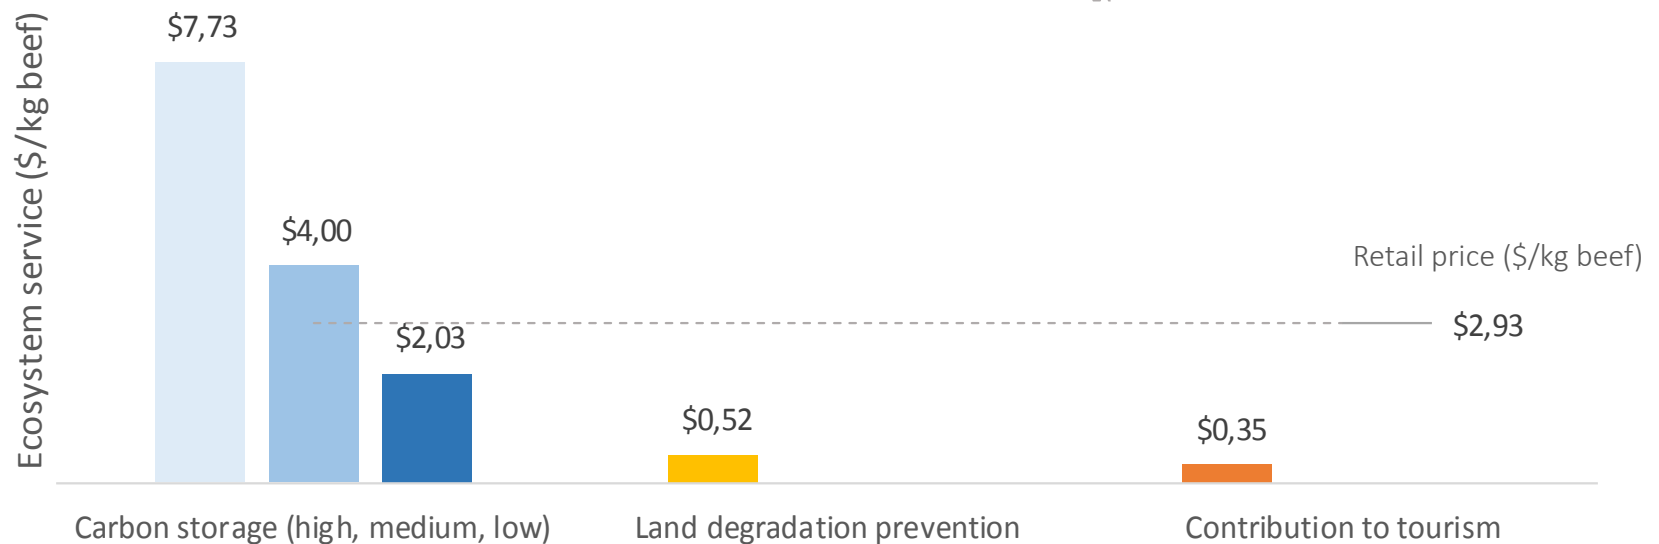 Ecosystem service ($/kg beef)
$7,73
$4,00
$2,03
$0,52
$0,35
Retail price ($/kg beef)
$2,93
Carbon storage (high, medium, low)
Land degradation prevention
Contribution to tourism